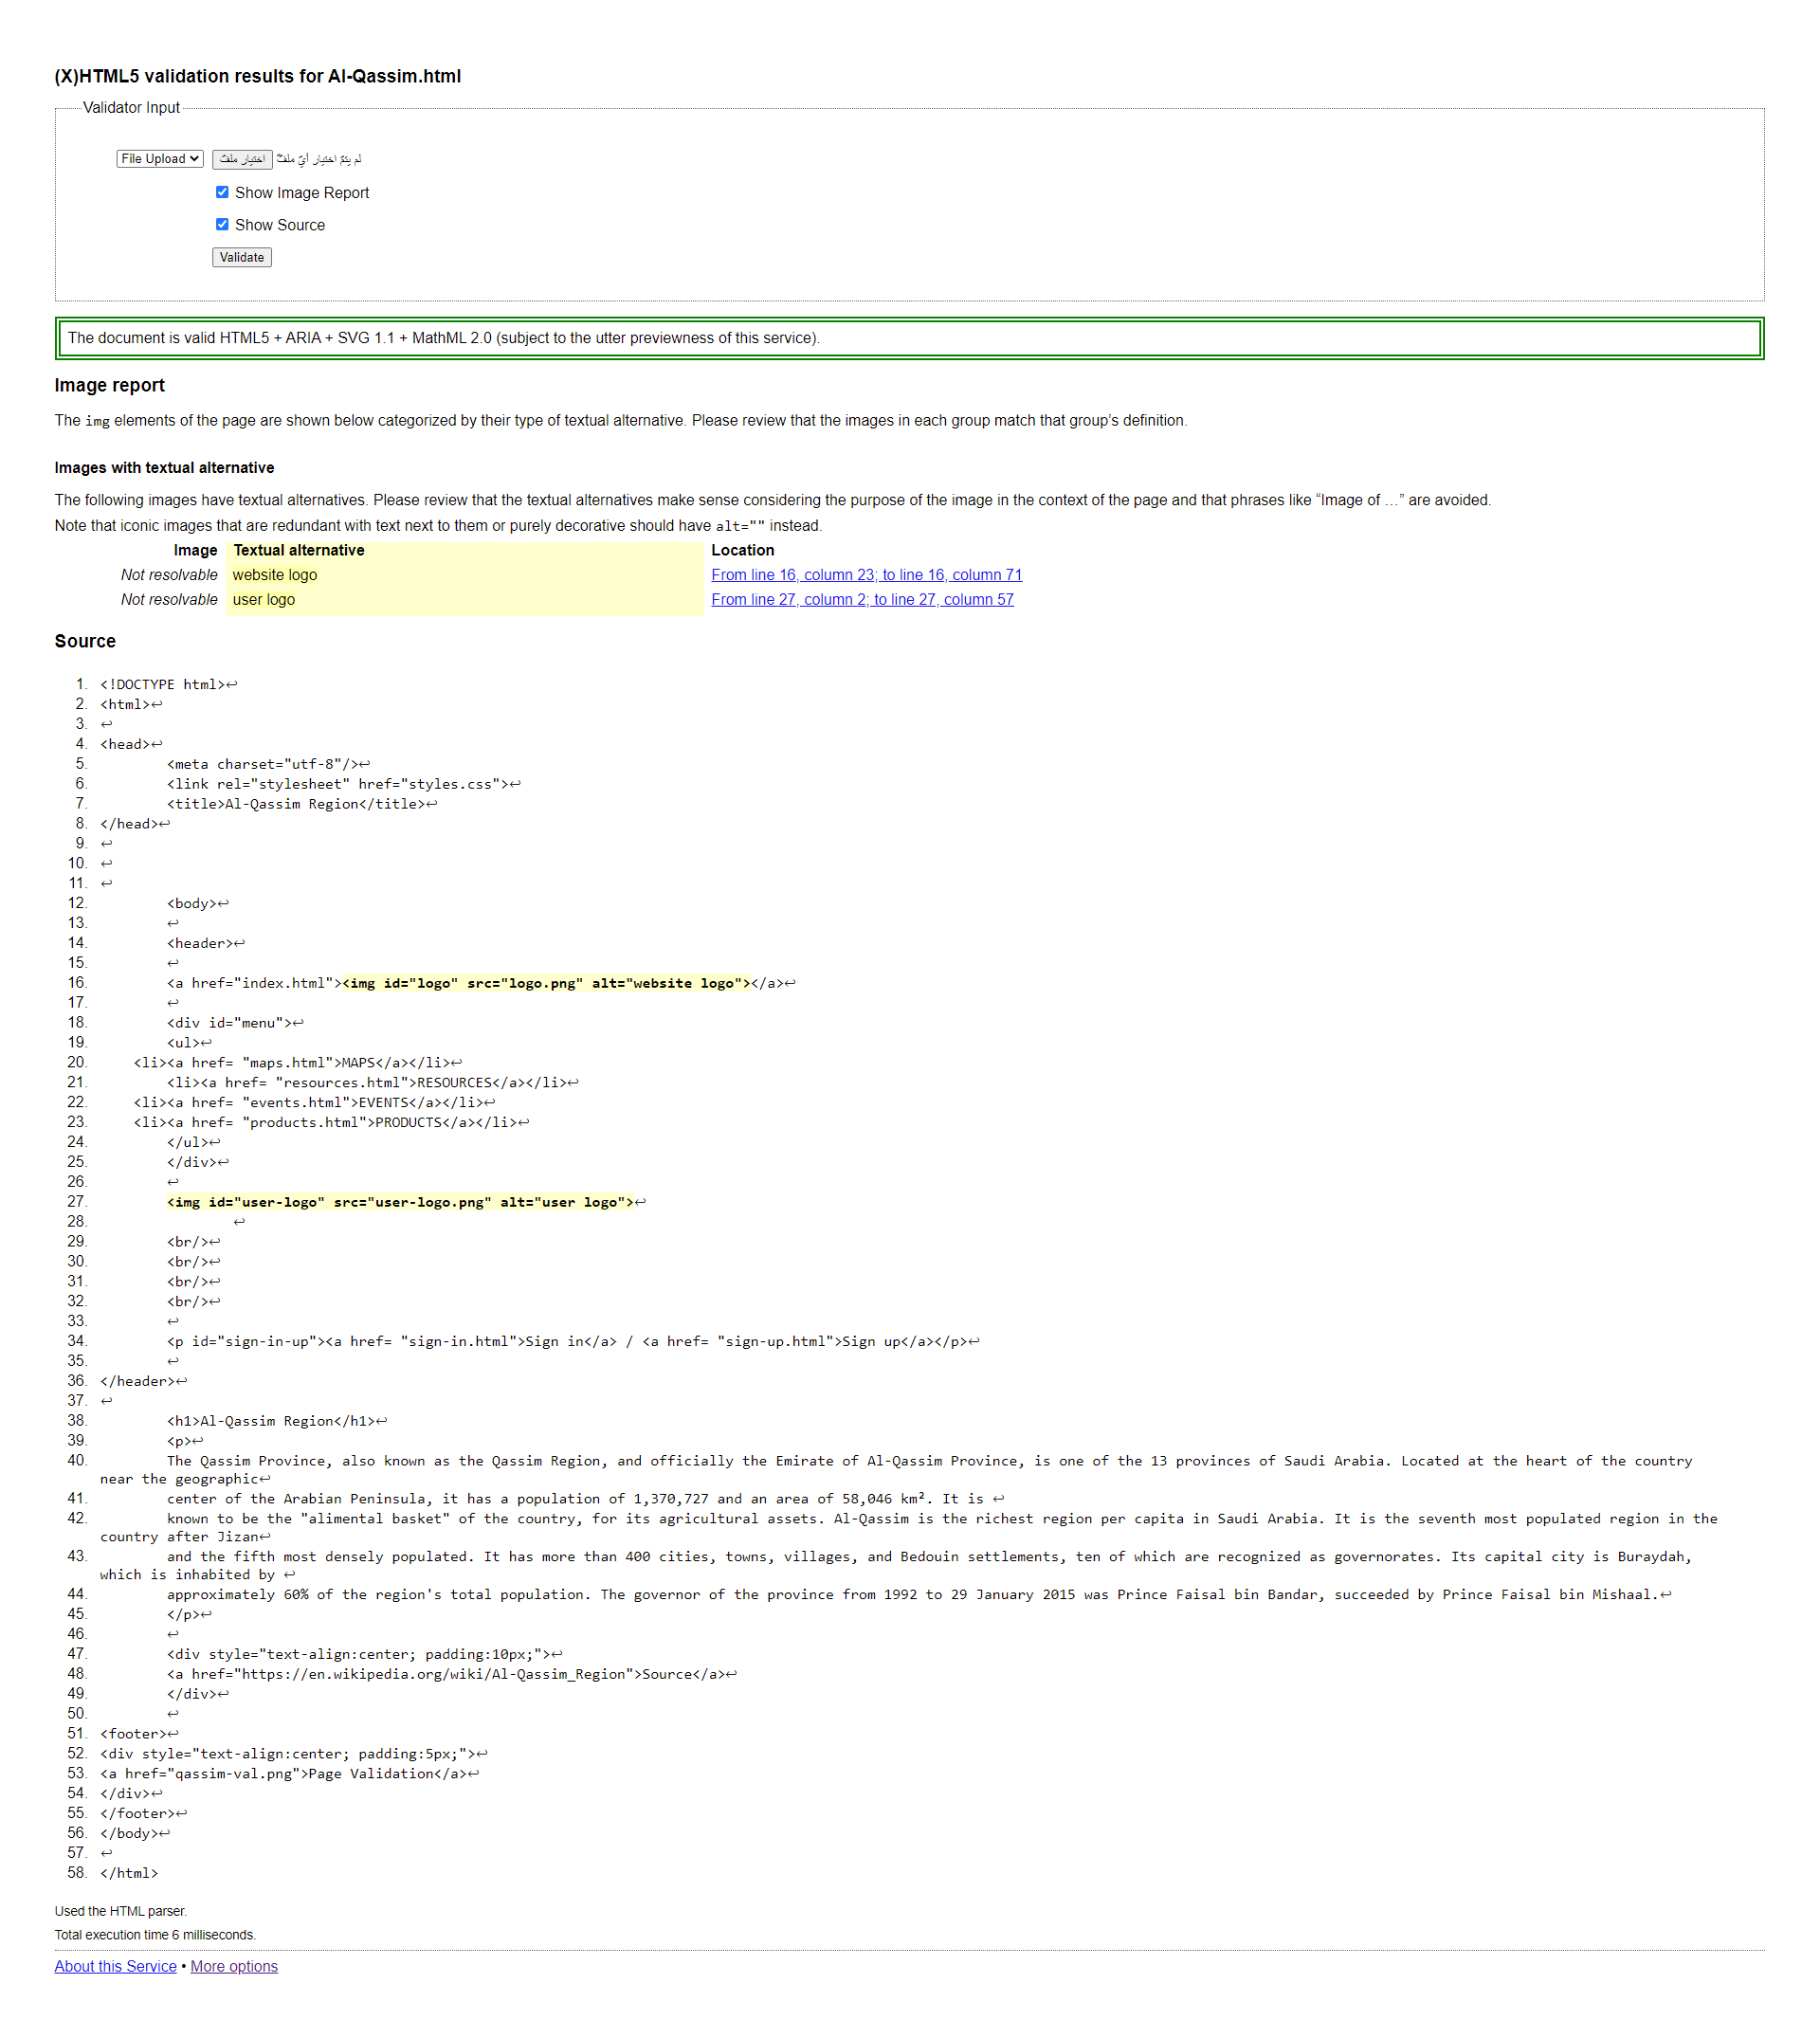 (X)HTML5 validation results for Al-Qassim.html
Validator Input
File Upload اختيار ملفّ لم يتمّ اختيار أيّ ملفّ
Show Image Report
Show Source
Validate
The document is valid HTML5 + ARIA + SVG 1.1 + MathML 2.0 (subject to the utter previewness of this service).
Image report
The img elements of the page are shown below categorized by their type of textual alternative. Please review that the images in each group match that group’s definition.
Images with textual alternative
The following images have textual alternatives. Please review that the textual alternatives make sense considering the purpose of the image in the context of the page and that phrases like “Image of …” are avoided.
Note that iconic images that are redundant with text next to them or purely decorative should have alt="" instead.
Image Textual alternative Location
Not resolvable website logo From line 16, column 23; to line 16, column 71
Not resolvable user logo From line 27, column 2; to line 27, column 57
Source
1. <!DOCTYPE html>↩
2. <html>↩
3. ↩
4. <head>↩
5. <meta charset="utf-8"/>↩
6. <link rel="stylesheet" href="styles.css">↩
7. <title>Al-Qassim Region</title>↩
8. </head>↩
9. ↩
10. ↩
11. ↩
12. <body>↩
13. ↩
14. <header>↩
15. ↩
16. <a href="index.html"><img id="logo" src="logo.png" alt="website logo"></a>↩
17. ↩
18. <div id="menu">↩
19. <ul>↩
20. <li><a href= "maps.html">MAPS</a></li>↩
21. <li><a href= "resources.html">RESOURCES</a></li>↩
22. <li><a href= "events.html">EVENTS</a></li>↩
23. <li><a href= "products.html">PRODUCTS</a></li>↩
24. </ul>↩
25. </div>↩
26. ↩
27. <img id="user-logo" src="user-logo.png" alt="user logo">↩
28. ↩
29. <br/>↩
30. <br/>↩
31. <br/>↩
32. <br/>↩
33. ↩
34. <p id="sign-in-up"><a href= "sign-in.html">Sign in</a> / <a href= "sign-up.html">Sign up</a></p>↩
35. ↩
36. </header>↩
37. ↩
38. <h1>Al-Qassim Region</h1>↩
39. <p>↩
40. The Qassim Province, also known as the Qassim Region, and officially the Emirate of Al-Qassim Province, is one of the 13 provinces of Saudi Arabia. Located at the heart of the country
near the geographic↩
41. center of the Arabian Peninsula, it has a population of 1,370,727 and an area of 58,046 km². It is ↩
42. known to be the "alimental basket" of the country, for its agricultural assets. Al-Qassim is the richest region per capita in Saudi Arabia. It is the seventh most populated region in the
country after Jizan↩
43. and the fifth most densely populated. It has more than 400 cities, towns, villages, and Bedouin settlements, ten of which are recognized as governorates. Its capital city is Buraydah,
which is inhabited by ↩
44. approximately 60% of the region's total population. The governor of the province from 1992 to 29 January 2015 was Prince Faisal bin Bandar, succeeded by Prince Faisal bin Mishaal.↩
45. </p>↩
46. ↩
47. <div style="text-align:center; padding:10px;">↩
48. <a href="https://en.wikipedia.org/wiki/Al-Qassim_Region">Source</a>↩
49. </div>↩
50. ↩
51. <footer>↩
52. <div style="text-align:center; padding:5px;">↩
53. <a href="qassim-val.png">Page Validation</a>↩
54. </div>↩
55. </footer>↩
56. </body>↩
57. ↩
58. </html>
Used the HTML parser.
Total execution time 6 milliseconds.
About this Service • More options